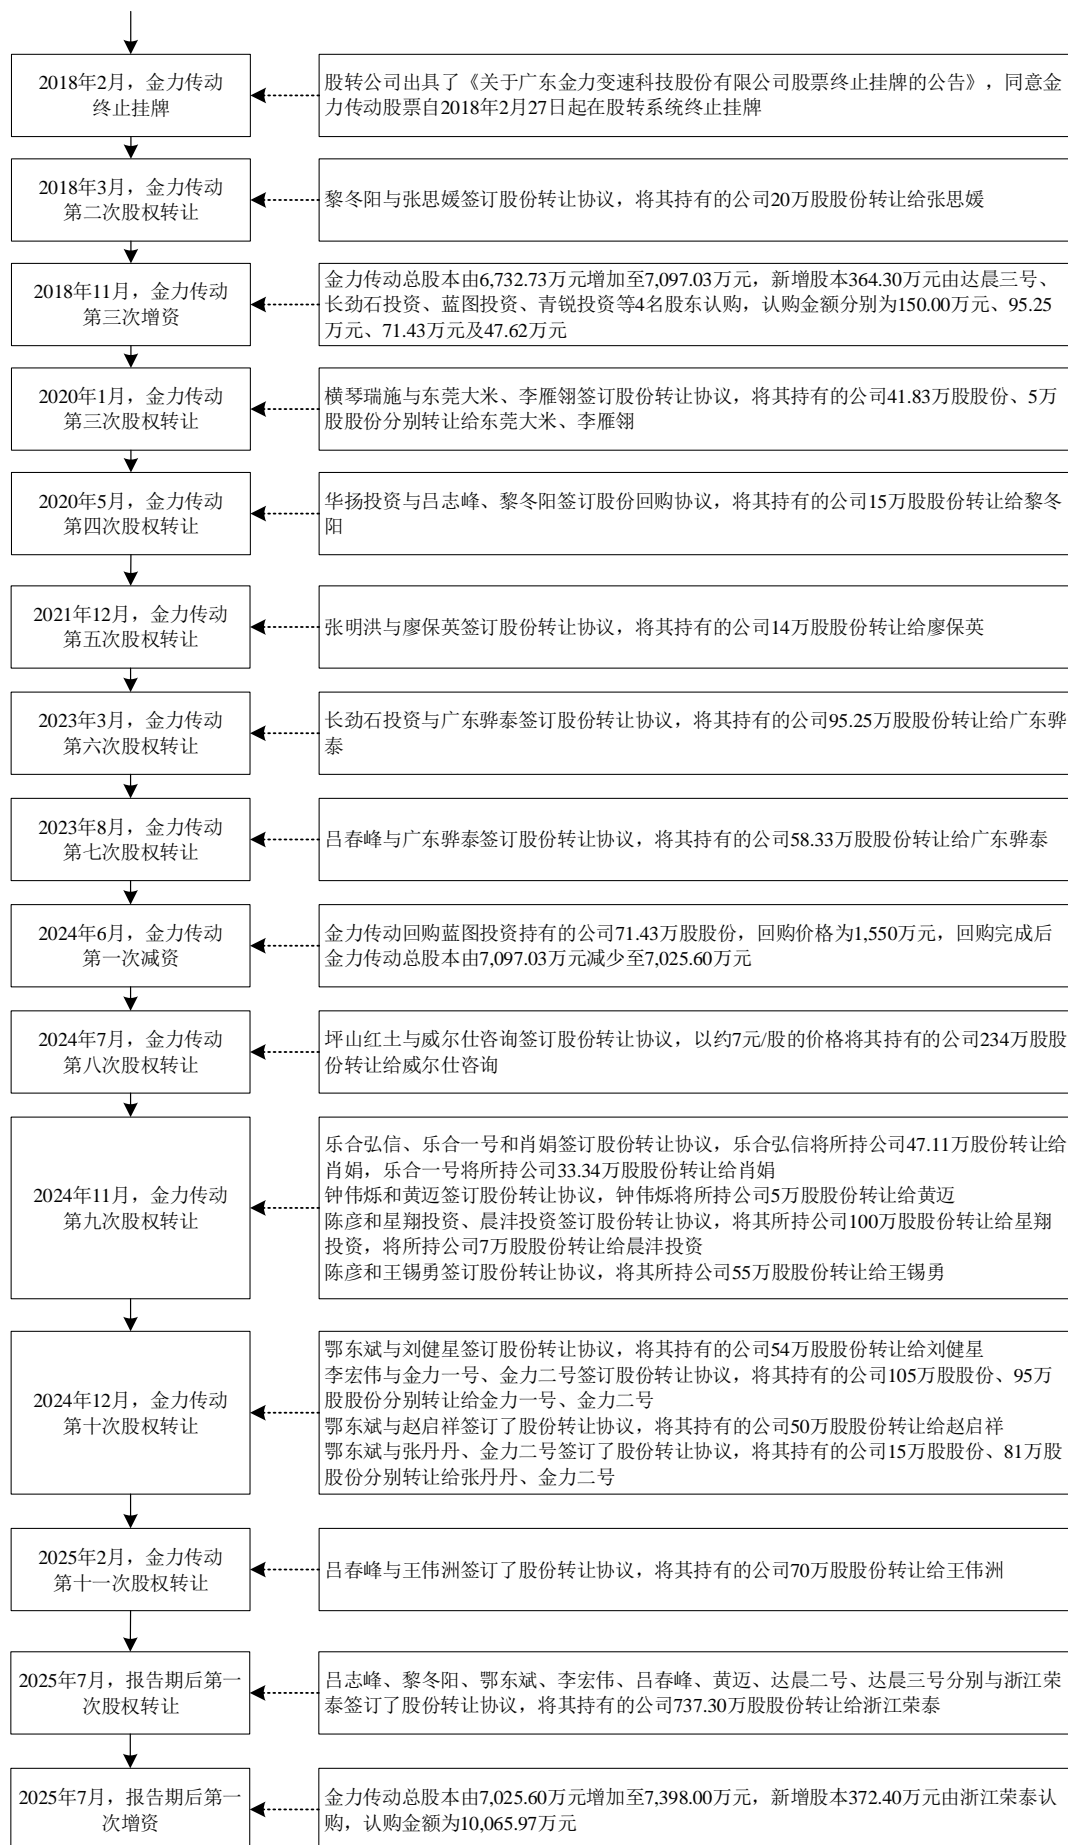 2018年2月，金力传动
终止挂牌
股转公司出具了《关于广东金力变速科技股份有限公司股票终止挂牌的公告》，同意金
力传动股票自2018年2月27日起在股转系统终止挂牌
2018年3月，金力传动
第二次股权转让
黎冬阳与张思媛签订股份转让协议，将其持有的公司20万股股份转让给张思媛
2018年11月，金力传动
第三次增资
金力传动总股本由6,732.73万元增加至7,097.03万元，新增股本364.30万元由达晨三号、
长劲石投资、蓝图投资、青锐投资等4名股东认购，认购金额分别为150.00万元、95.25
万元、71.43万元及47.62万元
2020年1月，金力传动
第三次股权转让
横琴瑞施与东莞大米、李雁翎签订股份转让协议，将其持有的公司41.83万股股份、5万
股股份分别转让给东莞大米、李雁翎
2020年5月，金力传动
第四次股权转让
华扬投资与吕志峰、黎冬阳签订股份回购协议，将其持有的公司15万股股份转让给黎冬
阳
2021年12月，金力传动
第五次股权转让
张明洪与廖保英签订股份转让协议，将其持有的公司14万股股份转让给廖保英
2023年3月，金力传动
第六次股权转让
长劲石投资与广东骅泰签订股份转让协议，将其持有的公司95.25万股股份转让给广东骅
泰
2023年8月，金力传动
第七次股权转让
吕春峰与广东骅泰签订股份转让协议，将其持有的公司58.33万股股份转让给广东骅泰
2024年6月，金力传动
第一次减资
金力传动回购蓝图投资持有的公司71.43万股股份，回购价格为1,550万元，回购完成后
金力传动总股本由7,097.03万元减少至7,025.60万元
2024年7月，金力传动
第八次股权转让
坪山红土与威尔仕咨询签订股份转让协议，以约7元/股的价格将其持有的公司234万股股
份转让给威尔仕咨询
2024年11月，金力传动
第九次股权转让
乐合弘信、乐合一号和肖娟签订股份转让协议，乐合弘信将所持公司47.11万股份转让给
肖娟，乐合一号将所持公司33.34万股股份转让给肖娟
钟伟烁和黄迈签订股份转让协议，钟伟烁将所持公司5万股股份转让给黄迈
陈彦和星翔投资、晨沣投资签订股份转让协议，将其所持公司100万股股份转让给星翔
投资，将所持公司7万股股份转让给晨沣投资
陈彦和王锡勇签订股份转让协议，将其所持公司55万股股份转让给王锡勇
2024年12月，金力传动
第十次股权转让
鄂东斌与刘健星签订股份转让协议，将其持有的公司54万股股份转让给刘健星
李宏伟与金力一号、金力二号签订股份转让协议，将其持有的公司105万股股份、95万
股股份分别转让给金力一号、金力二号
鄂东斌与赵启祥签订了股份转让协议，将其持有的公司50万股股份转让给赵启祥
鄂东斌与张丹丹、金力二号签订了股份转让协议，将其持有的公司15万股股份、81万股
股份分别转让给张丹丹、金力二号
2025年2月，金力传动
第十一次股权转让
吕春峰与王伟洲签订了股份转让协议，将其持有的公司70万股股份转让给王伟洲
2025年7月，报告期后第一
次股权转让
吕志峰、黎冬阳、鄂东斌、李宏伟、吕春峰、黄迈、达晨二号、达晨三号分别与浙江荣
泰签订了股份转让协议，将其持有的公司737.30万股股份转让给浙江荣泰
2025年7月，报告期后第一
次增资
金力传动总股本由7,025.60万元增加至7,398.00万元，新增股本372.40万元由浙江荣泰认
购，认购金额为10,065.97万元